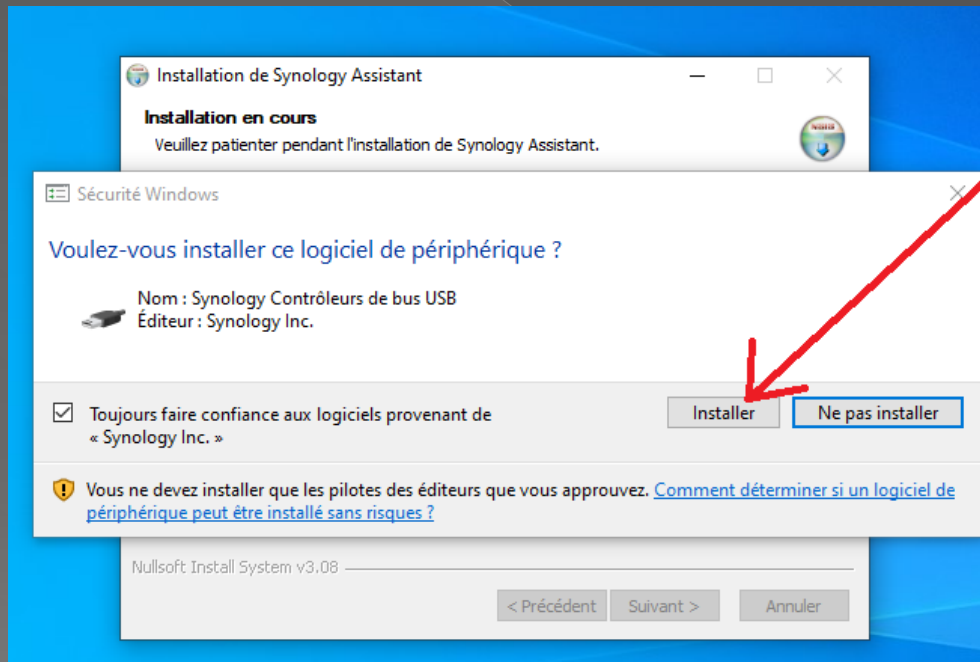 Installation de Synology Assistant
Installation en cours
Veuillez patienter pendant l'installation de Synology Assistant.
Sécurité Windows
Voulez-vous installer ce logiciel de périphérique ?
Nom : Synology Contrôleurs de bus USB
Éditeur : Synology Inc.
Toujours faire confiance aux logiciels provenant de
« Synology Inc. »
Installer
Ne pas installer
Vous ne devez installer que les pilotes des éditeurs que vous approuvez. Comment déterminer si un logiciel de
périphérique peut être installé sans risques ?
Nullsoft Install System v3.08
< Précédent
Suivant >
Annuler